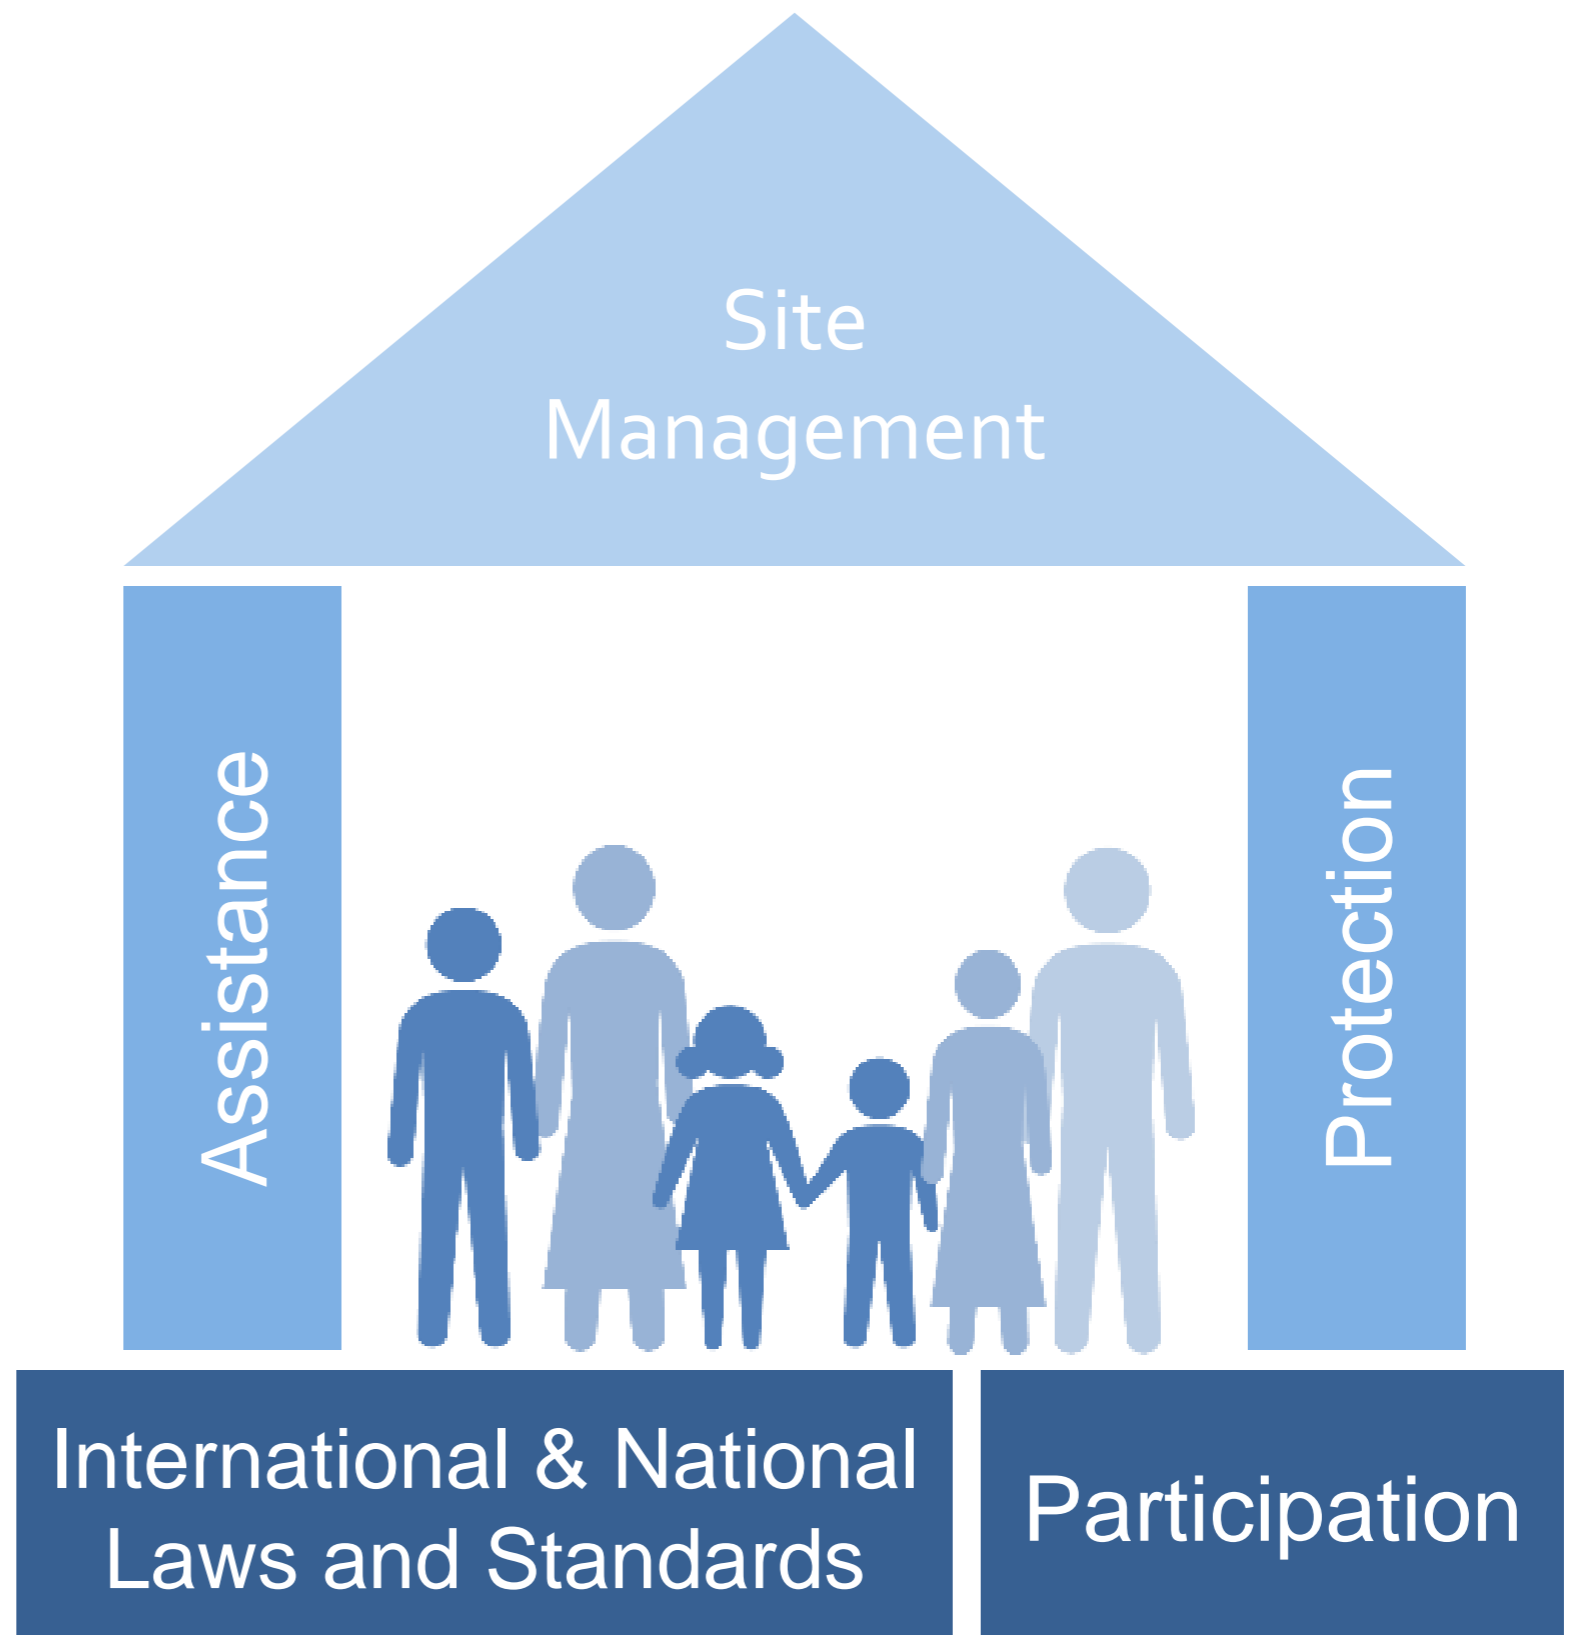 Site
Management
Assistance
Protection
International & National
Laws and Standards
Participation